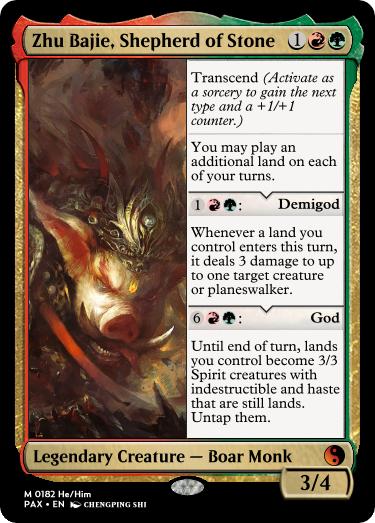 Zhu Bajie, Shepherd of Stone 1
Transcend (Activate as
a sorcery to gain the next
type and a +1/+1
counter.)
You may play an
additional land on each
of your turns.
1 : Demigod
Whenever a land you
control enters this turn,
it deals 3 damage to up
to one target creature
or planeswalker.
6 : God
Until end of turn, lands
you control become 3/3
Spirit creatures with
indestructible and haste
that are still lands.
Untap them.
Legendary Creature — Boar Monk
3/4
M 0182 He/Him
PAX • EN CHENGPING SHI